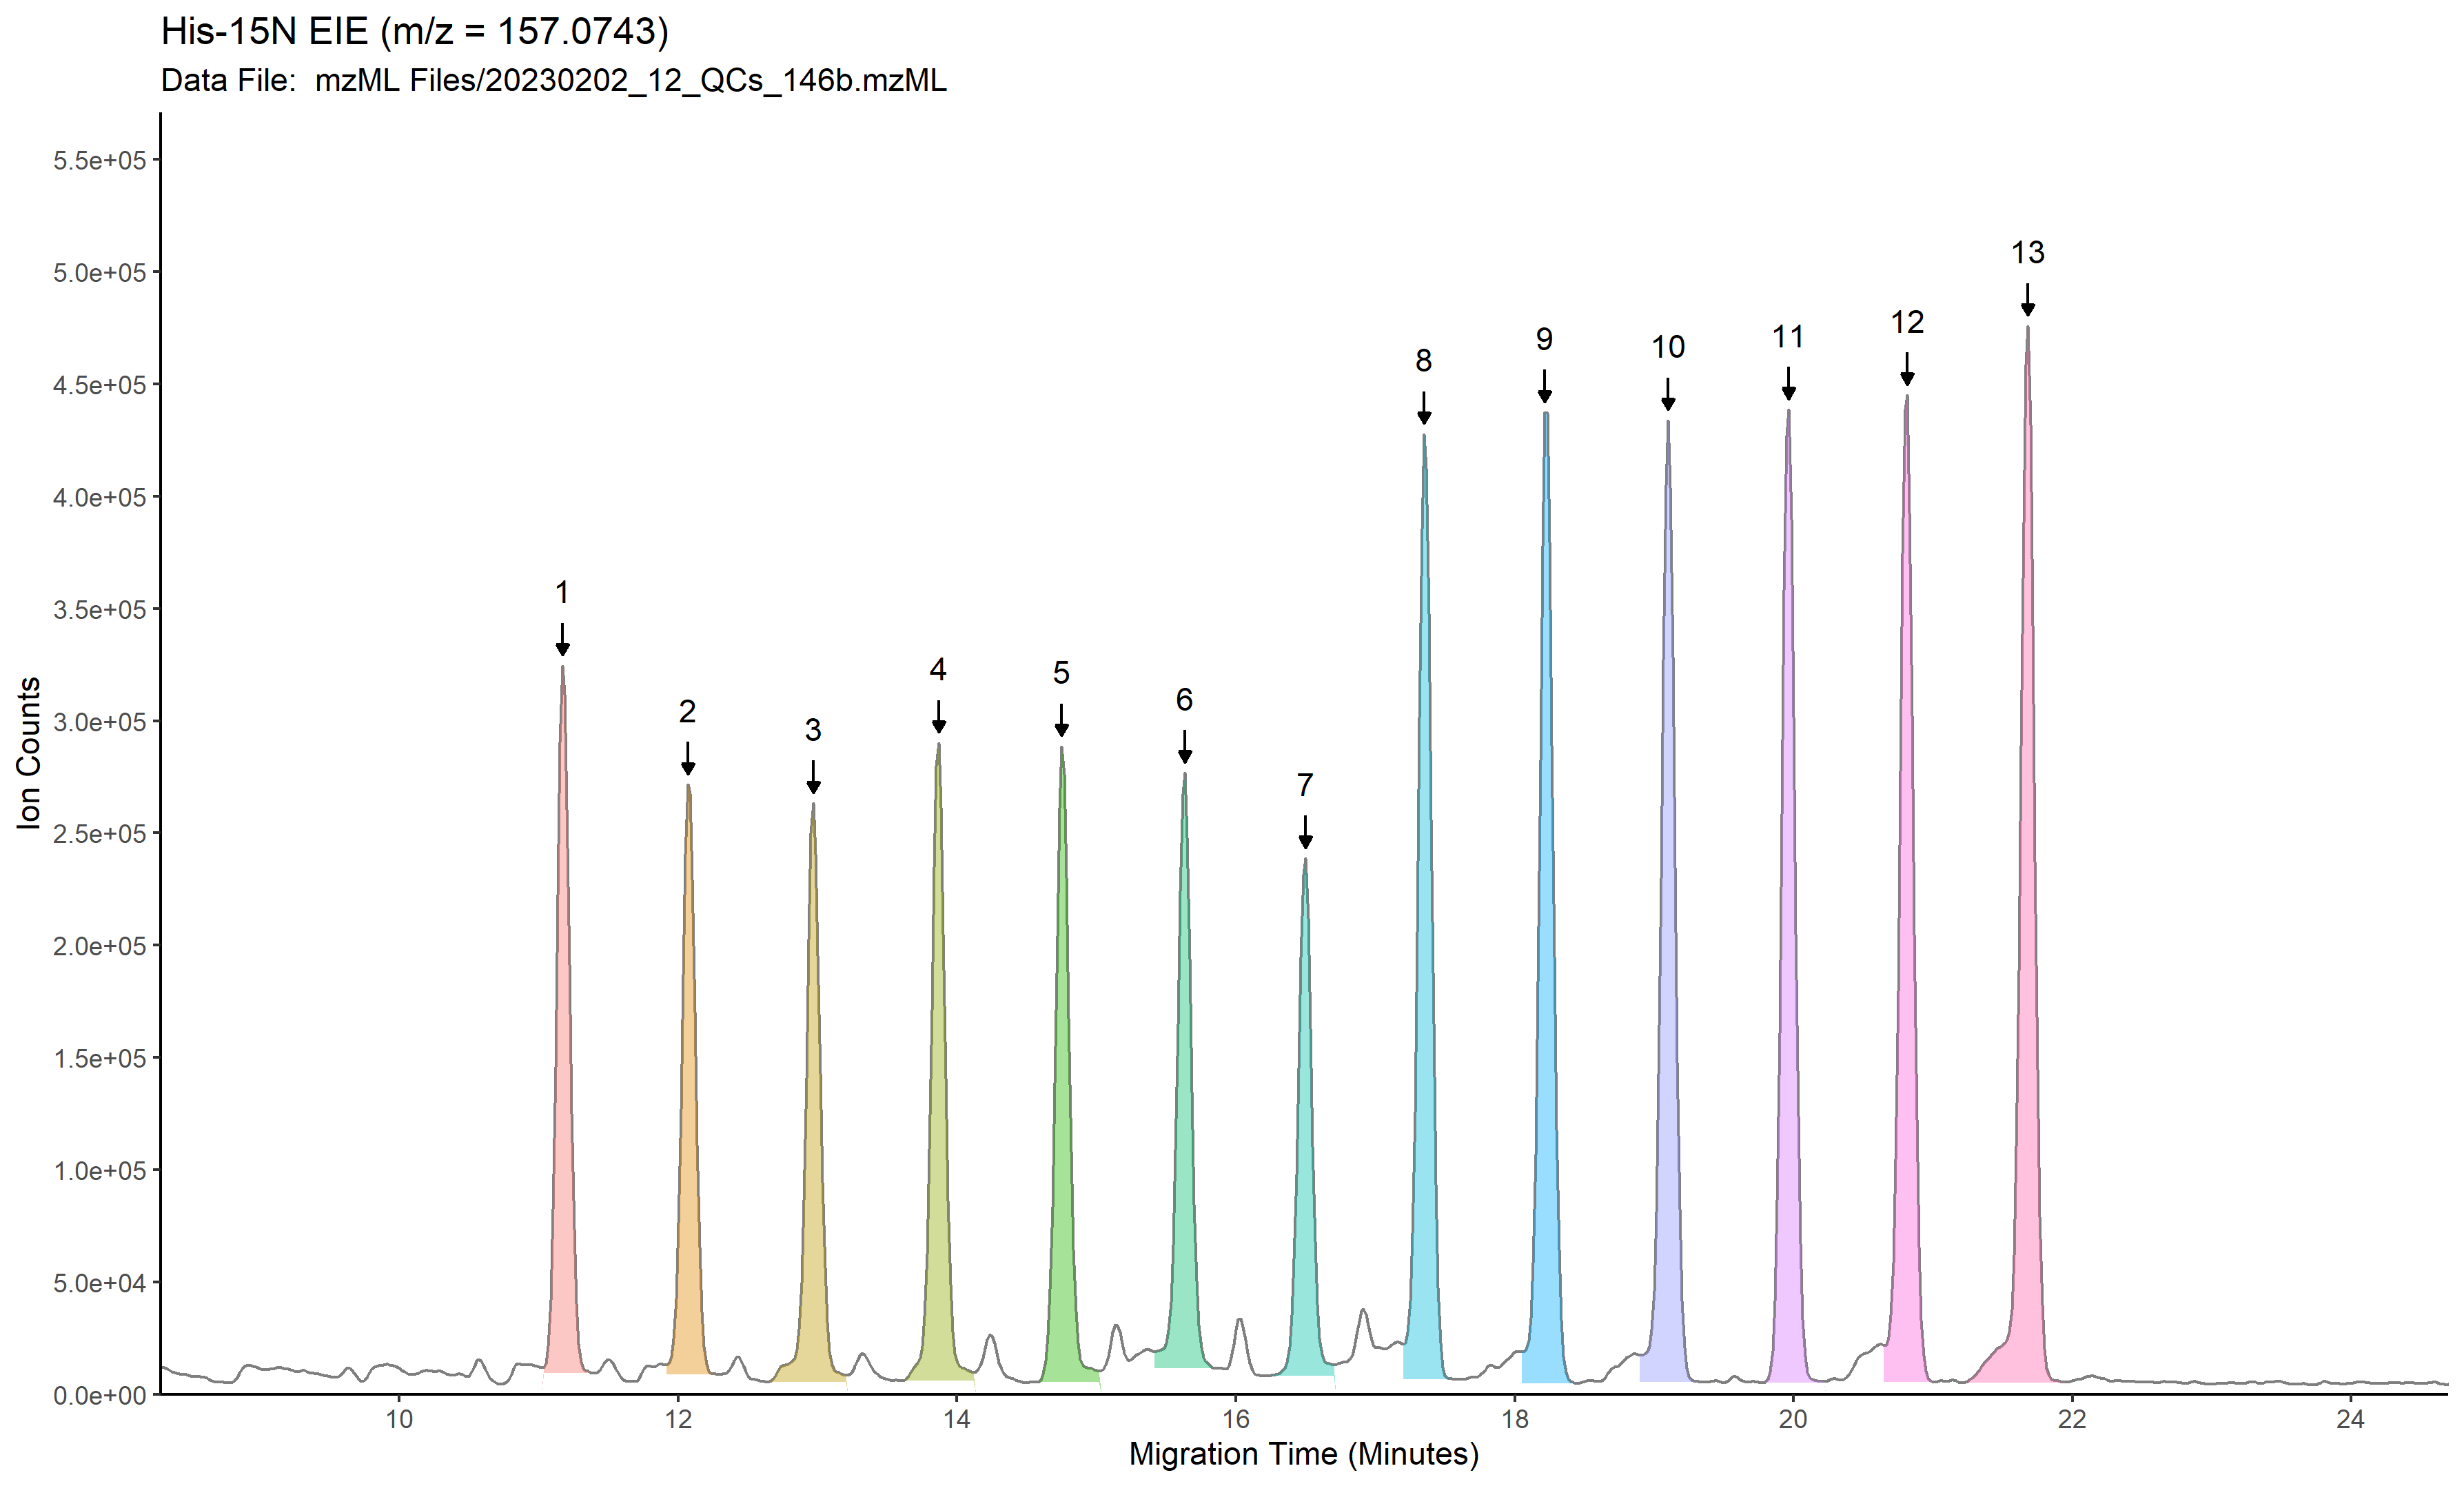 His-15N EIE (m/z = 157.0743)
Data File:  mzML Files/20230202_12_QCs_146b.mzML
5.5e+05
5.0e+05
4.5e+05
4.0e+05
3.5e+05
3.0e+05
2.5e+05
2.0e+05
1.5e+05
1.0e+05
5.0e+04
0.0e+00
Ion Counts
1
2
3
4
5
6
7
8
9
10
11
12
13
10 12 14 16 18 20 22 24
Migration Time (Minutes)